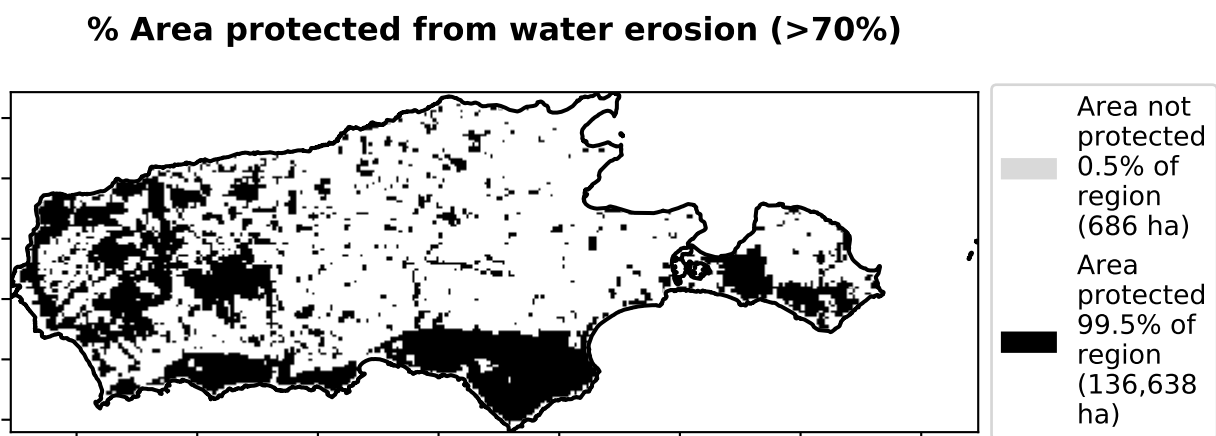 % Area protected from water erosion (>70%)
Area not
protected
0.5% of
region
(686 ha)
Area
protected
99.5% of
region
(136,638
ha)